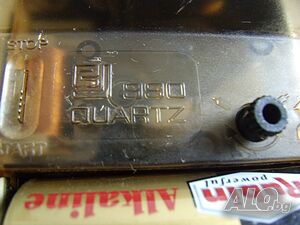 STOP
880
QUARTZ
START
powerful
Alkaline
ALO.bg